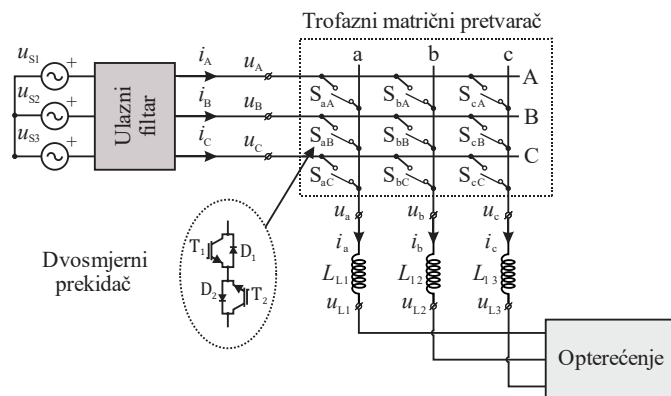 Trofazni matrični pretvarač
a b c
u_S1 + i_A u_A A
S_aA S_bA S_cA
u_S2 + i_B u_B B
Ulazni
filtar
S_aB S_bB S_cB
u_S3 + i_C u_C C
S_aC S_bC S_cC
u_a u_b u_c
i_a i_b i_c
T_1 D_1
Dvosmjerni
prekidač
D_2 T_2
L_L1 L_l2 L_l3
u_L1 u_L2 u_L3
Opterećenje